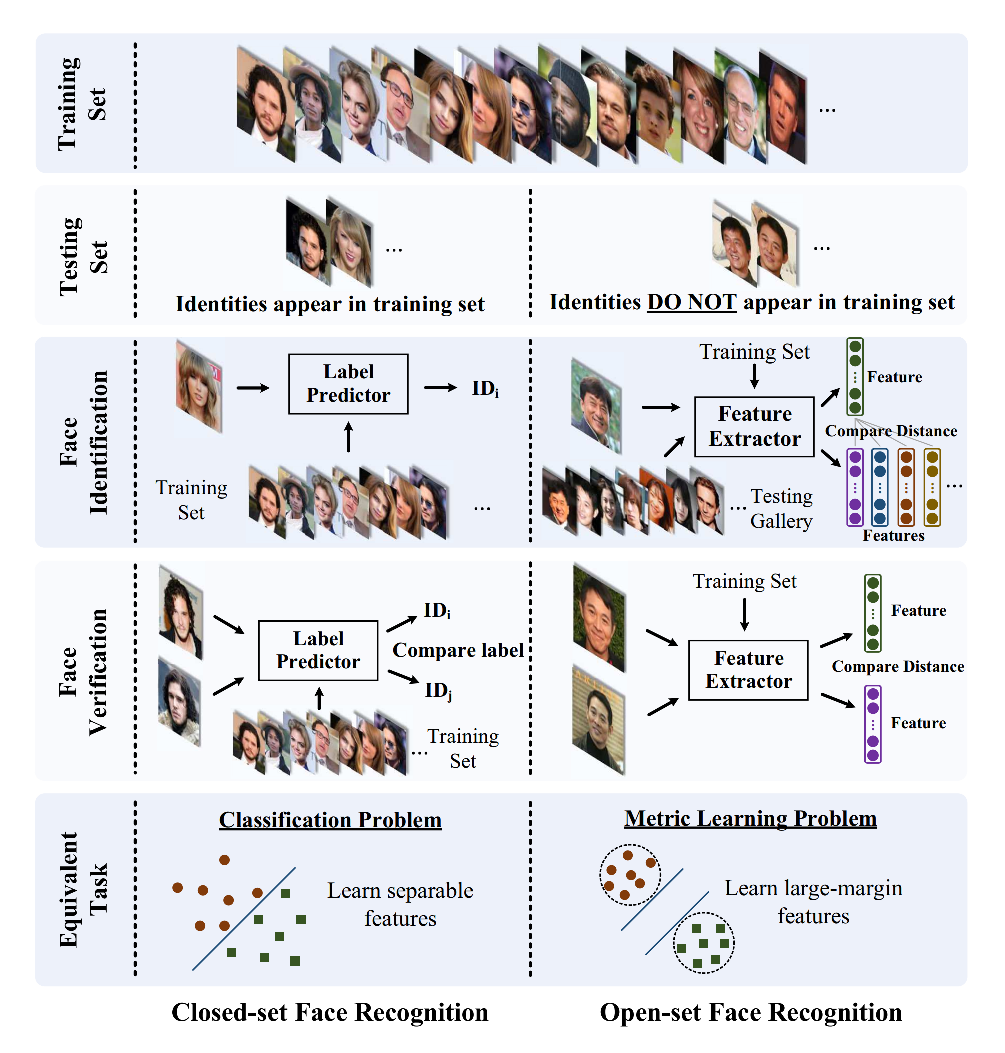 Training
Set
...
Testing
Set
...
Identities appear in training set
...
Identities DO NOT appear in training set
Face
Identification
Label
Predictor
IDi
Training
Set
...
Training Set
Feature
Extractor
Feature
Compare Distance
...
Testing
Gallery
...
Features
Face
Verification
Label
Predictor
IDi
Compare label
IDj
...
Training
Set
Training Set
Feature
Extractor
Feature
Compare Distance
Feature
Equivalent
Task
Classification Problem
Learn separable
features
Metric Learning Problem
Learn large-margin
features
Closed-set Face Recognition
Open-set Face Recognition